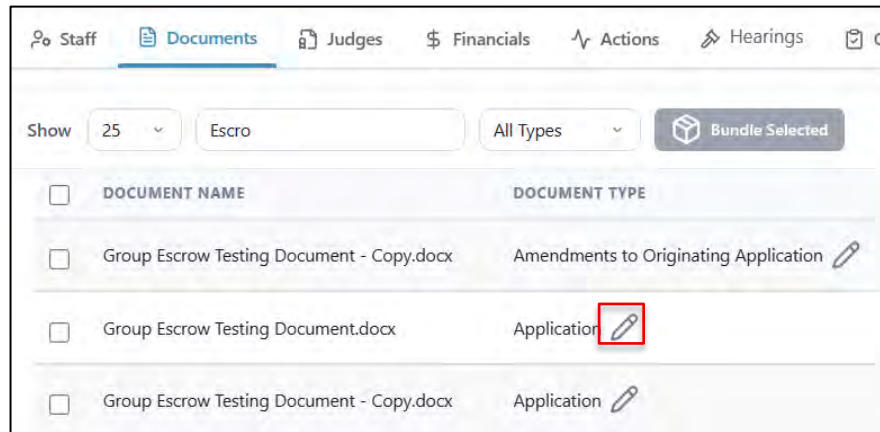 Staff Documents Judges $ Financials Actions Hearings
Show 25 Escro All Types Bundle Selected
DOCUMENT NAME DOCUMENT TYPE
Group Escrow Testing Document - Copy.docx Amendments to Originating Application
Group Escrow Testing Document.docx Application
Group Escrow Testing Document - Copy.docx Application